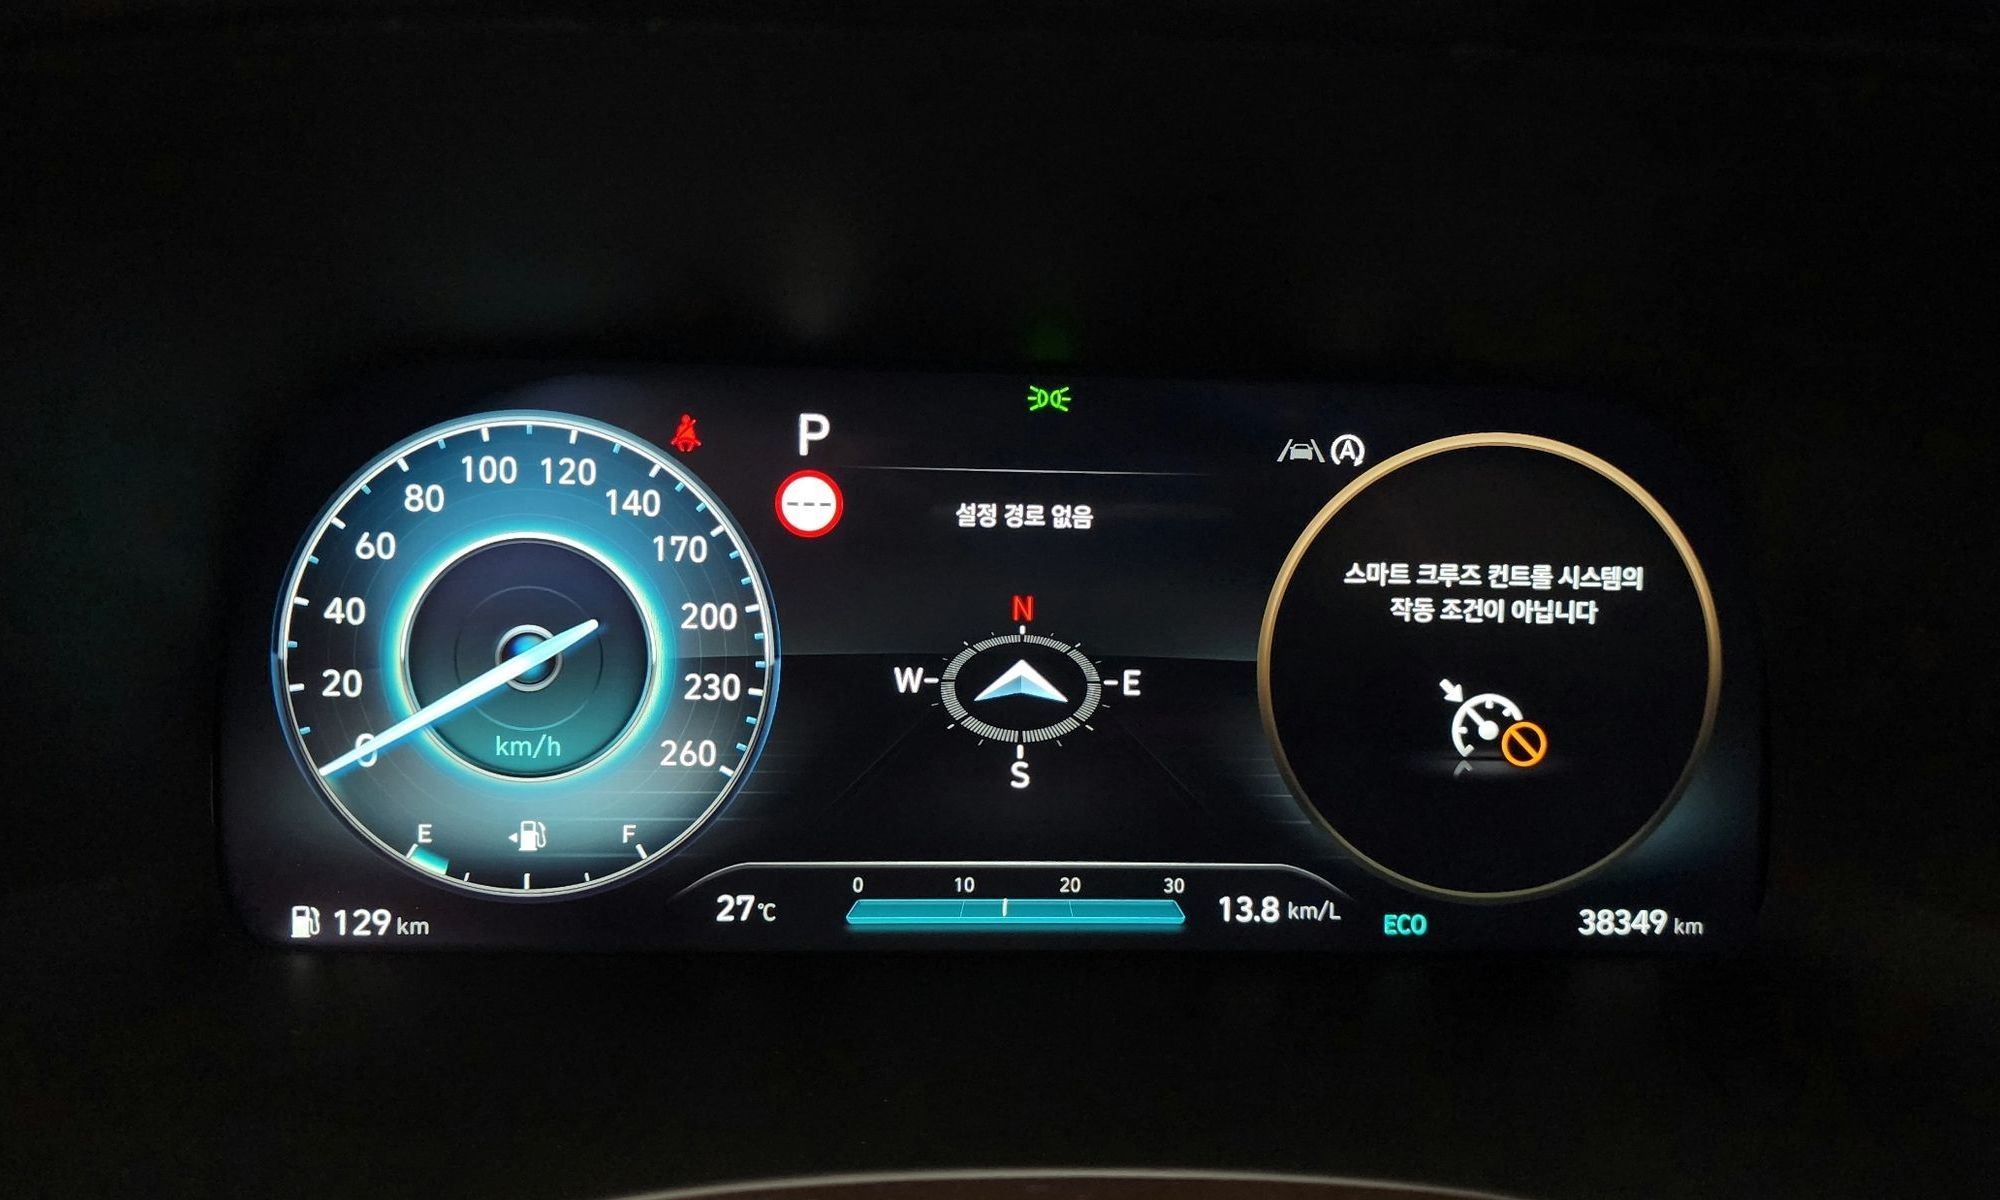 P
---
설정 경로 없음
0
20
40
60
80
100
120
140
170
200
230
260
km/h
E
F
N
W
E
S
A
스마트 크루즈 컨트롤 시스템의
작동 조건이 아닙니다
129 km
27℃
0 10 20 30
13.8 km/L
ECO
38349 km